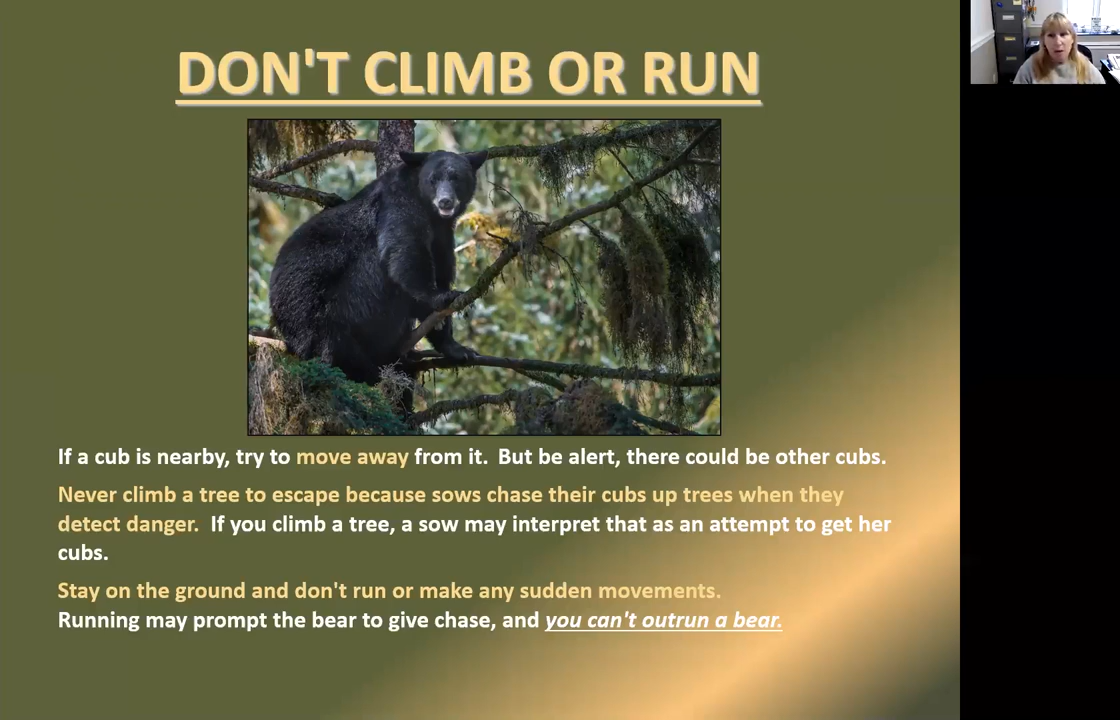 DON'T CLIMB OR RUN
If a cub is nearby, try to move away from it.  But be alert, there could be other cubs.
Never climb a tree to escape because sows chase their cubs up trees when they
detect danger.  If you climb a tree, a sow may interpret that as an attempt to get her
cubs.
Stay on the ground and don't run or make any sudden movements.
Running may prompt the bear to give chase, and you can't outrun a bear.